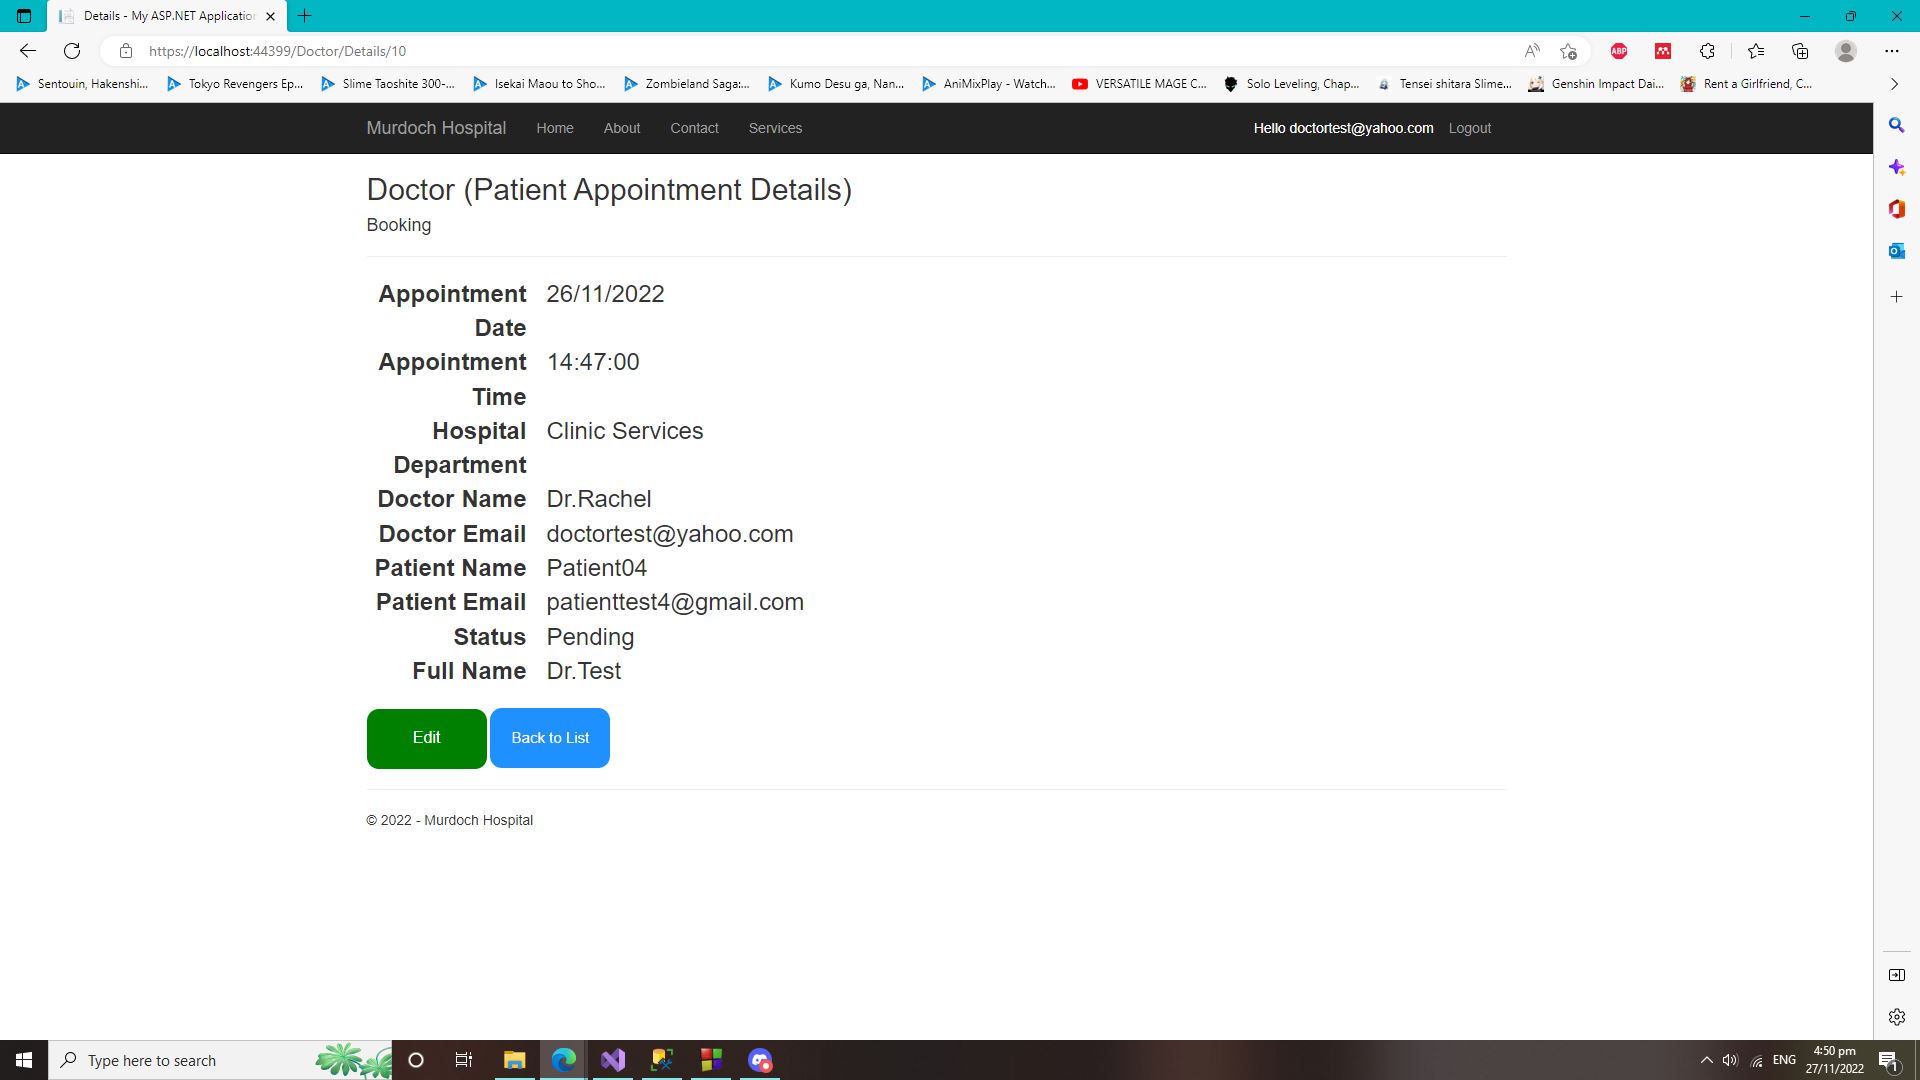 Details - My ASP.NET Application
https://localhost:44399/Doctor/Details/10
Sentouin, Hakenshi...
Tokyo Revengers Ep...
Slime Taoshite 300-...
Isekai Maou to Sho...
Zombieland Saga:...
Kumo Desu ga, Nan...
AniMixPlay - Watch...
VERSATILE MAGE C...
Solo Leveling, Chap...
Tensei shitara Slime...
Genshin Impact Dai...
Rent a Girlfriend, C...
ABP
Murdoch Hospital Home About Contact Services Hello doctortest@yahoo.com Logout
Doctor (Patient Appointment Details)
Booking
Appointment Date 26/11/2022
Appointment Time 14:47:00
Hospital Department Clinic Services
Doctor Name Dr.Rachel
Doctor Email doctortest@yahoo.com
Patient Name Patient04
Patient Email patienttest4@gmail.com
Status Pending
Full Name Dr.Test
Edit Back to List
© 2022 - Murdoch Hospital
Type here to search
ENG
4:50 pm
27/11/2022
1